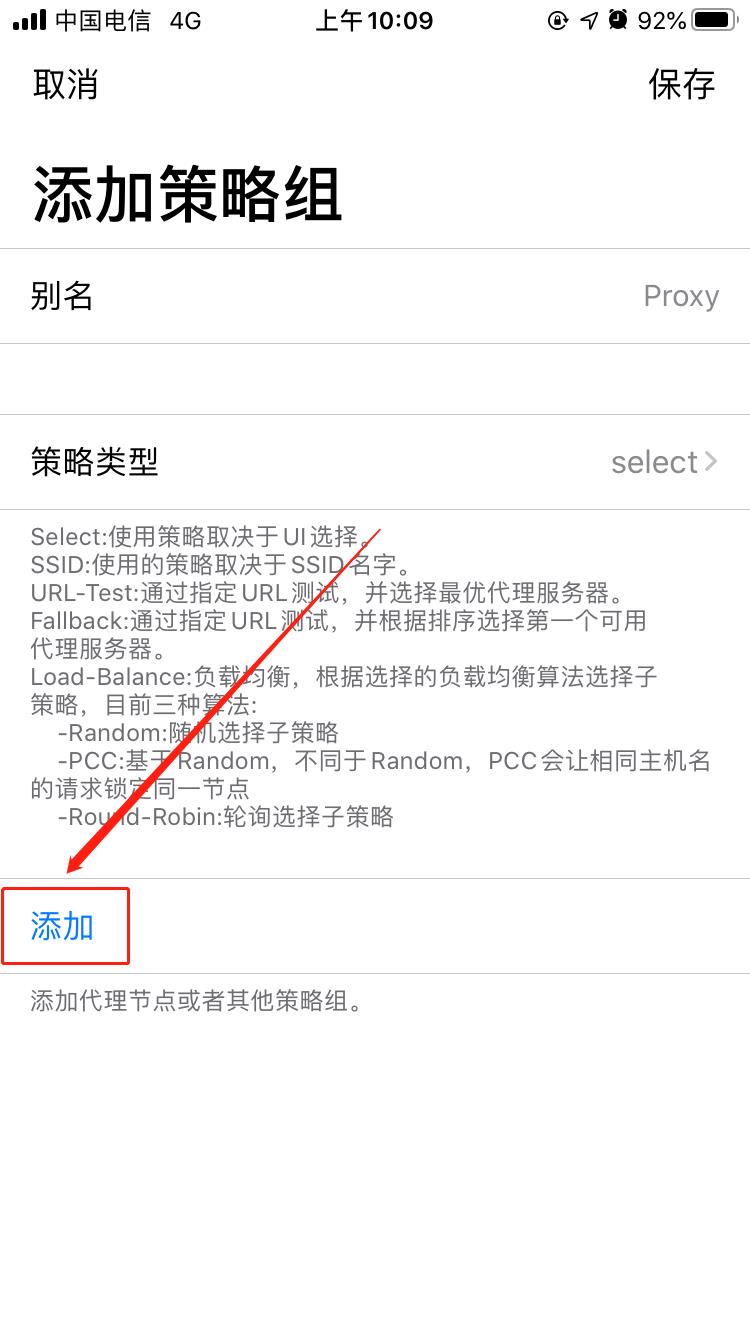 中国电信 4G 上午10:09 92%
取消 保存
添加策略组
别名 Proxy
策略类型 select
Select:使用策略取决于UI选择。
SSID:使用的策略取决于SSID名字。
URL-Test:通过指定URL测试，并选择最优代理服务器。
Fallback:通过指定URL测试，并根据排序选择第一个可用
代理服务器。
Load-Balance:负载均衡，根据选择的负载均衡算法选择子
策略，目前三种算法:
-Random:随机选择子策略
-PCC:基于Random，不同于Random，PCC会让相同主机名
的请求锁定同一节点
-Round-Robin:轮询选择子策略
添加
添加代理节点或者其他策略组。